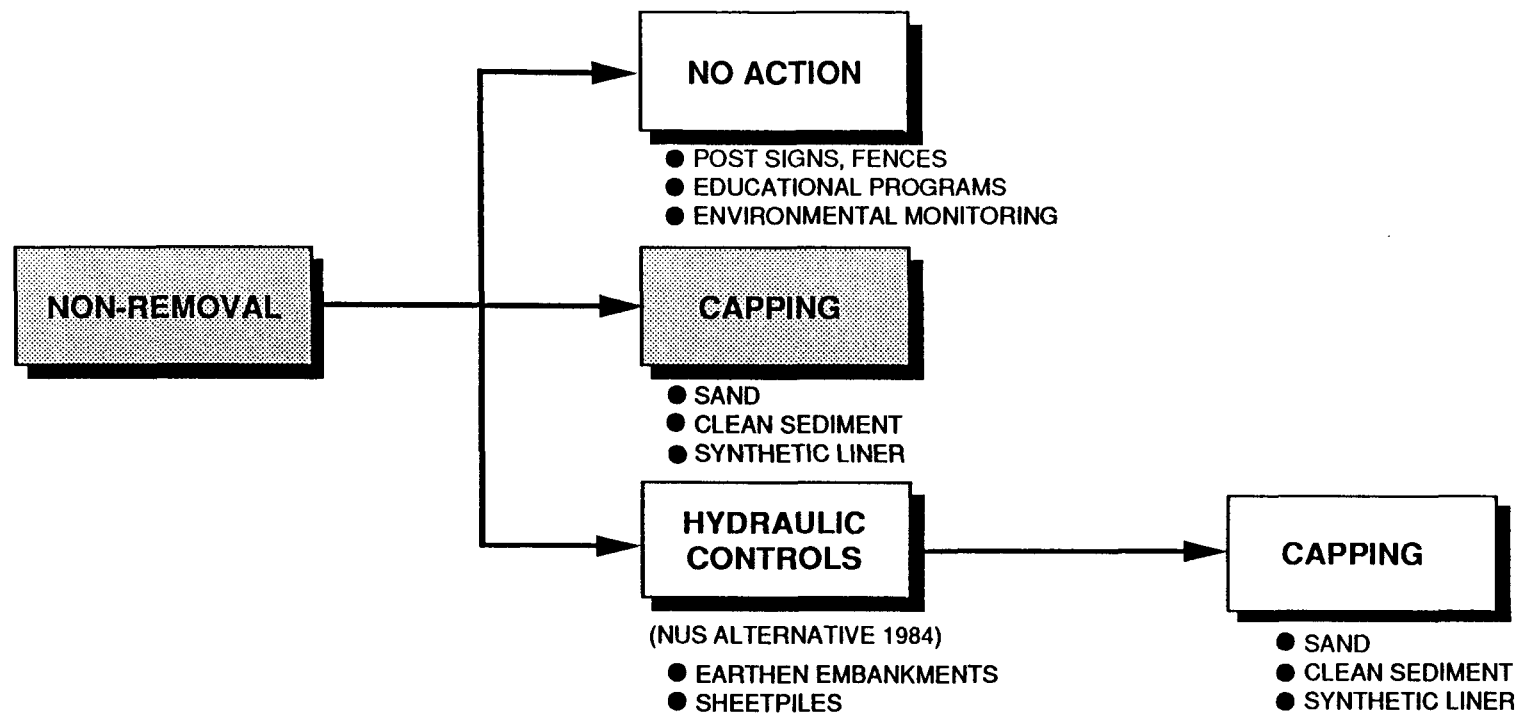 NO ACTION
● POST SIGNS, FENCES
● EDUCATIONAL PROGRAMS
● ENVIRONMENTAL MONITORING
NON-REMOVAL
CAPPING
● SAND
● CLEAN SEDIMENT
● SYNTHETIC LINER
HYDRAULIC
CONTROLS
(NUS ALTERNATIVE 1984)
● EARTHEN EMBANKMENTS
● SHEETPILES
CAPPING
● SAND
● CLEAN SEDIMENT
● SYNTHETIC LINER